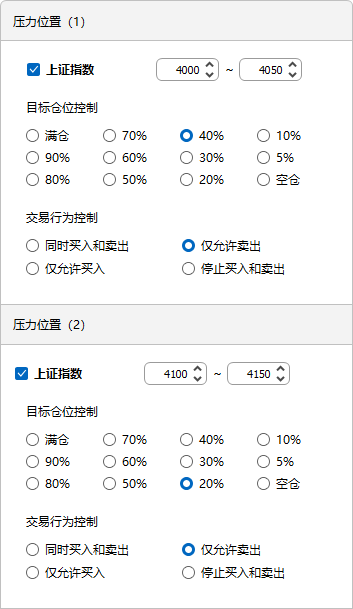 压力位置（1）
上证指数 4000 ~ 4050
目标仓位控制
满仓 70% 40% 10%
90% 60% 30% 5%
80% 50% 20% 空仓
交易行为控制
同时买入和卖出 仅允许卖出
仅允许买入 停止买入和卖出
压力位置（2）
上证指数 4100 ~ 4150
目标仓位控制
满仓 70% 40% 10%
90% 60% 30% 5%
80% 50% 20% 空仓
交易行为控制
同时买入和卖出 仅允许卖出
仅允许买入 停止买入和卖出